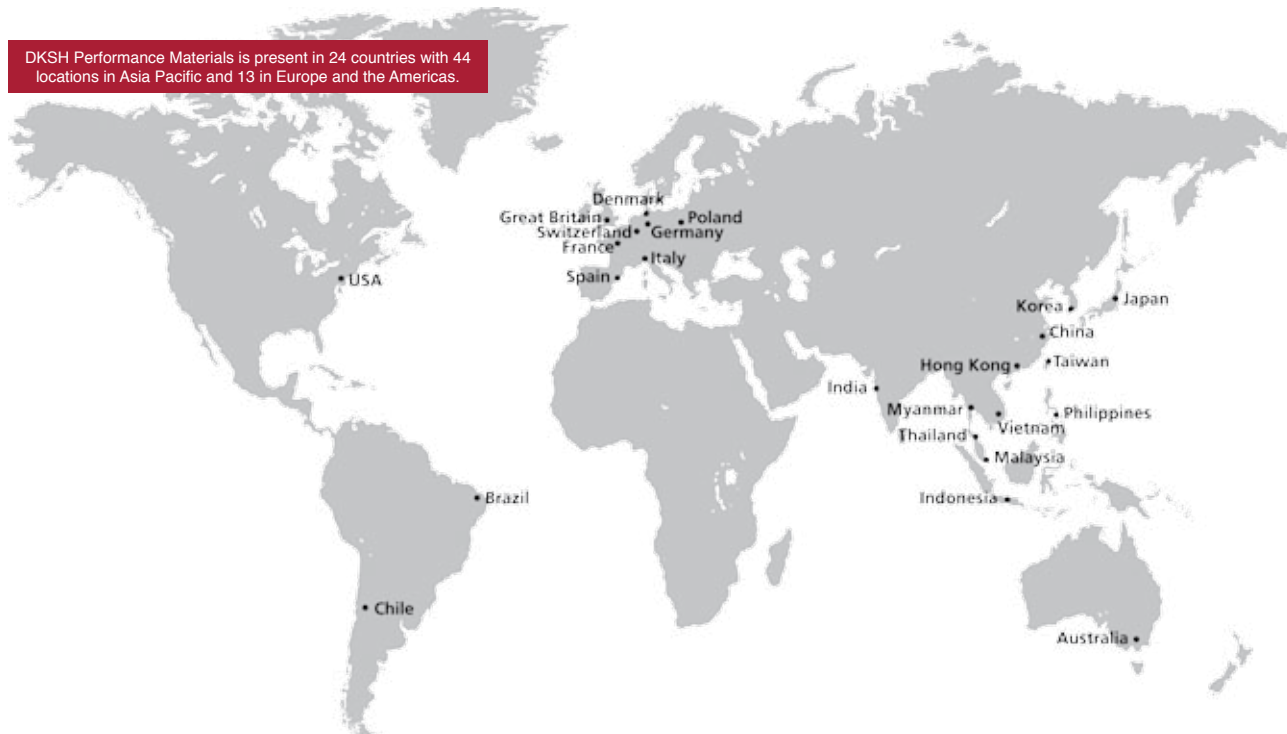 DKSH Performance Materials is present in 24 countries with 44
locations in Asia Pacific and 13 in Europe and the Americas.
Denmark
Great Britain
Poland
Switzerland
Germany
France
Italy
Spain
USA
Japan
Korea
China
Hong Kong
Taiwan
India
Myanmar
Philippines
Vietnam
Thailand
Malaysia
Brazil
Indonesia
Chile
Australia